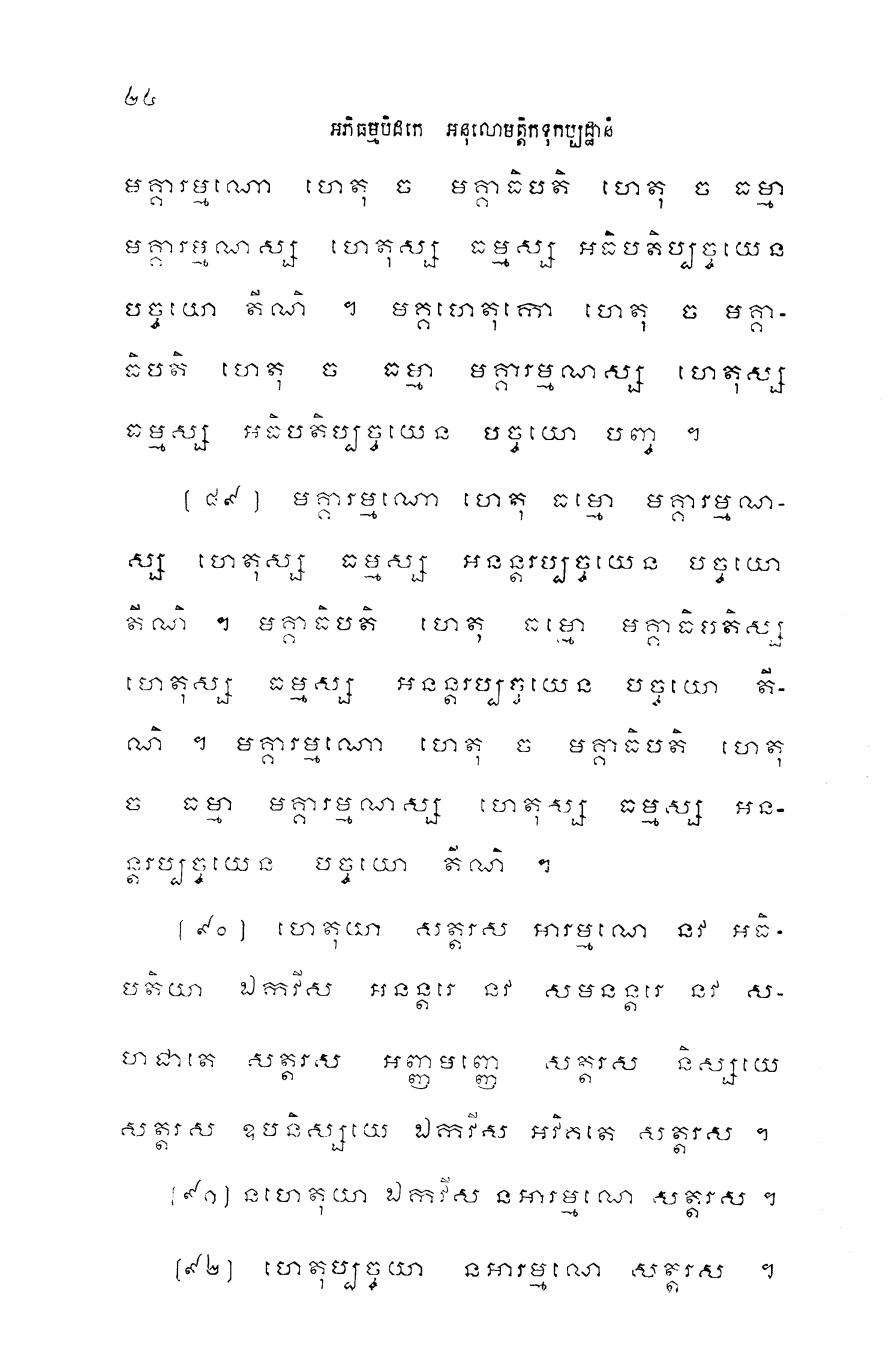 ២៤
អភិធម្មបិដកេ អនុលោមត្តិកទុកប្បដ្ឋានំ
មគ្គារម្មណោ ហេតុ ច មគ្គាធិបតិ ហេតុ ច ធម្មា
មគ្គារម្មណស្ស ហេតុស្ស ធម្មស្ស អធិបតិប្បច្ចយេន
បច្ចយោ តីណិ ។ មគ្គហេតុកោ ហេតុ ច មគ្គា-
ធិបតិ ហេតុ ច ធម្មា មគ្គារម្មណស្ស ហេតុស្ស
ធម្មស្ស អធិបតិប្បច្ចយេន បច្ចយោ បញ្ច ។
[៨៩] មគ្គារម្មណោ ហេតុ ធម្មោ មគ្គារម្មណ-
ស្ស ហេតុស្ស ធម្មស្ស អនន្តរប្បច្ចយេន បច្ចយោ
តីណិ ។ មគ្គាធិបតិ ហេតុ ធម្មោ មគ្គាធិបតិស្ស
ហេតុស្ស ធម្មស្ស អនន្តរប្បច្ចយេន បច្ចយោ តី-
ណិ ។ មគ្គារម្មណោ ហេតុ ច មគ្គាធិបតិ ហេតុ
ច ធម្មា មគ្គារម្មណស្ស ហេតុស្ស ធម្មស្ស អន-
ន្តរប្បច្ចយេន បច្ចយោ តីណិ ។
[៩០] ហេតុយា សត្តរស អារម្មណេ នវ អធិ-
បតិយា ឯកវីស អនន្តរេ នវ សមនន្តរេ នវ ស-
ហជាតេ សត្តរស អញ្ញមញ្ញេ សត្តរស និស្សយេ
សត្តរស ឧបនិស្សយេ ឯកវីស អវិគតេ សត្តរស ។
[៩១] នហេតុយា ឯកវីស នអារម្មណេ សត្តរស ។
[៩២] ហេតុប្បច្ចយា នអារម្មណេ សត្តរស ។